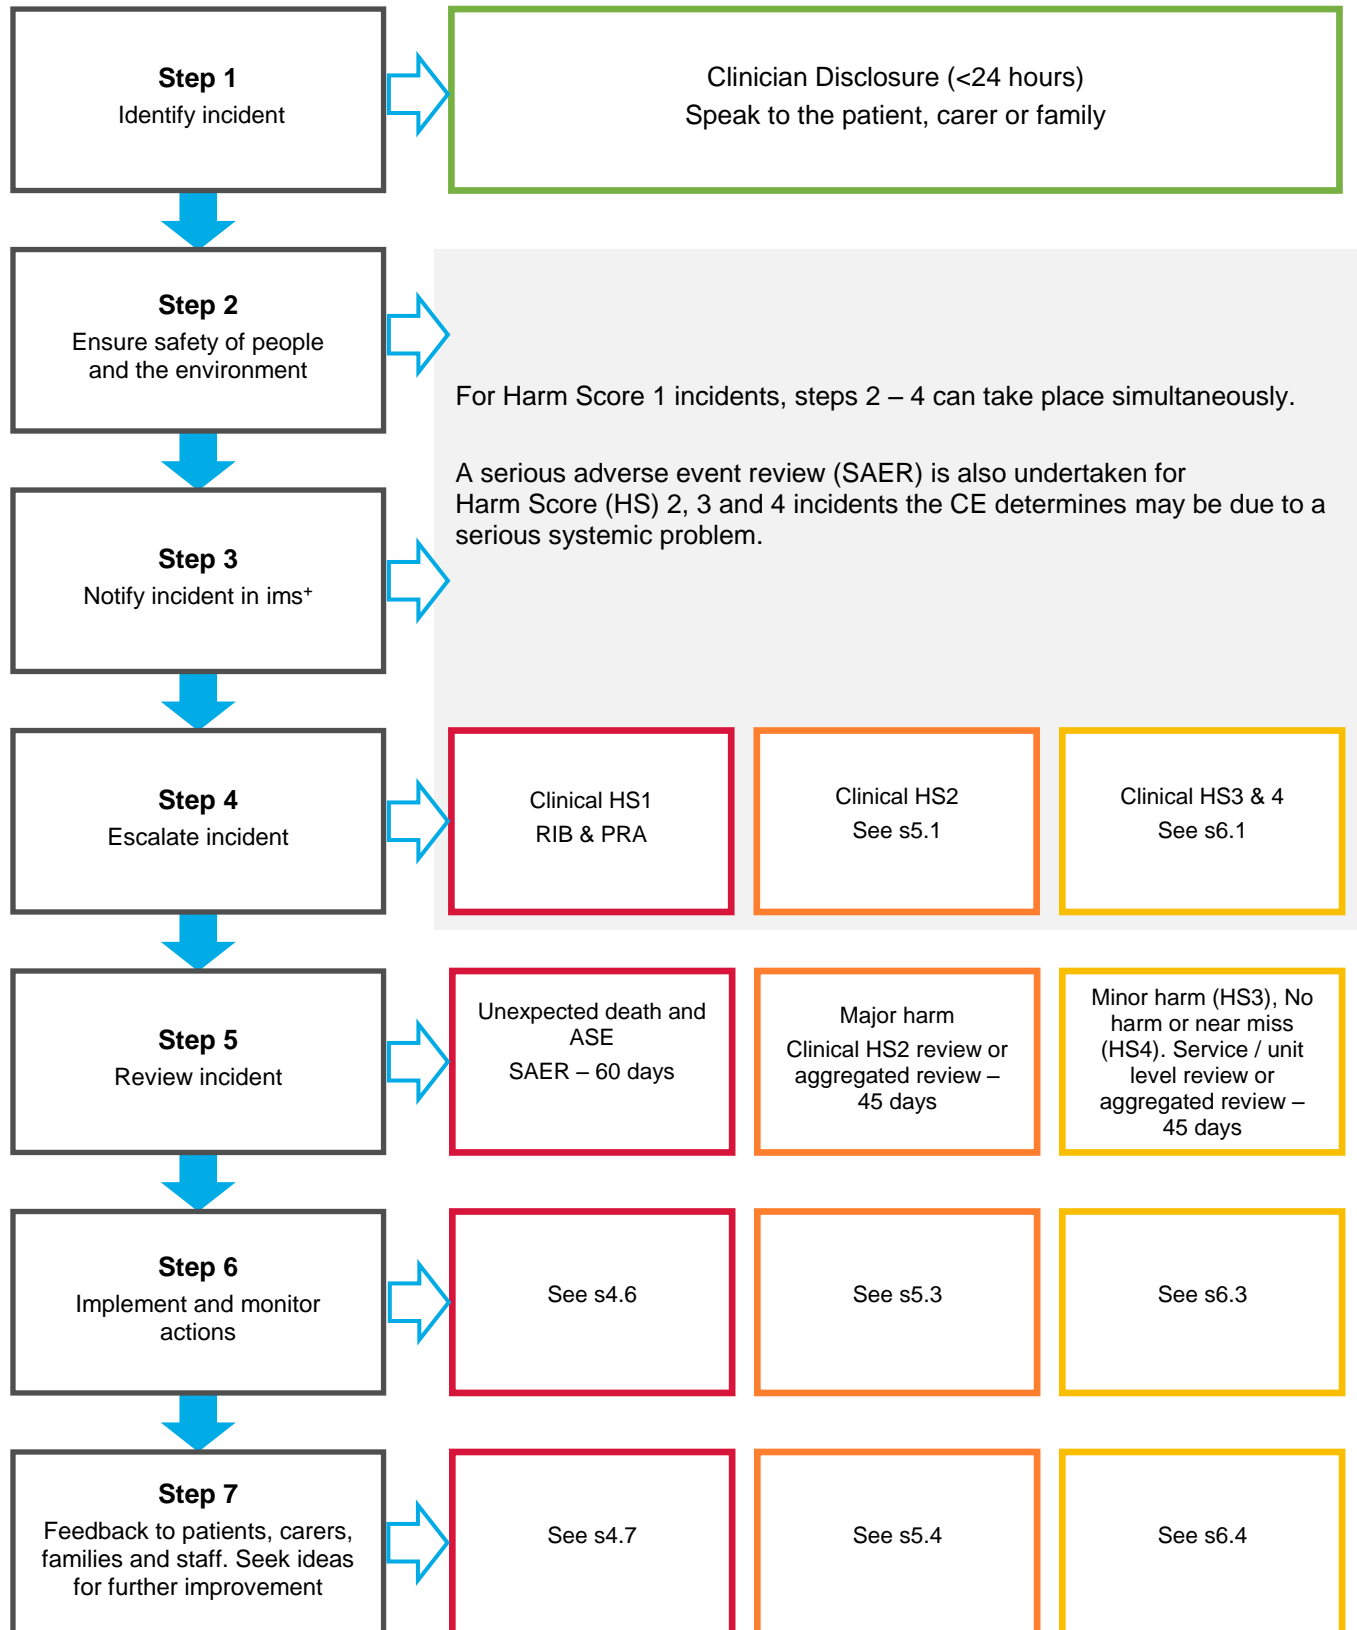 Step 1
Identify incident
Clinician Disclosure (<24 hours)
Speak to the patient, carer or family
Step 2
Ensure safety of people
and the environment
For Harm Score 1 incidents, steps 2 – 4 can take place simultaneously.
A serious adverse event review (SAER) is also undertaken for
Harm Score (HS) 2, 3 and 4 incidents the CE determines may be due to a
serious systemic problem.
Step 3
Notify incident in ims⁺
Step 4
Escalate incident
Clinical HS1
RIB & PRA
Clinical HS2
See s5.1
Clinical HS3 & 4
See s6.1
Step 5
Review incident
Unexpected death and
ASE
SAER – 60 days
Major harm
Clinical HS2 review or
aggregated review –
45 days
Minor harm (HS3), No
harm or near miss
(HS4). Service / unit
level review or
aggregated review –
45 days
Step 6
Implement and monitor
actions
See s4.6
See s5.3
See s6.3
Step 7
Feedback to patients, carers,
families and staff. Seek ideas
for further improvement
See s4.7
See s5.4
See s6.4